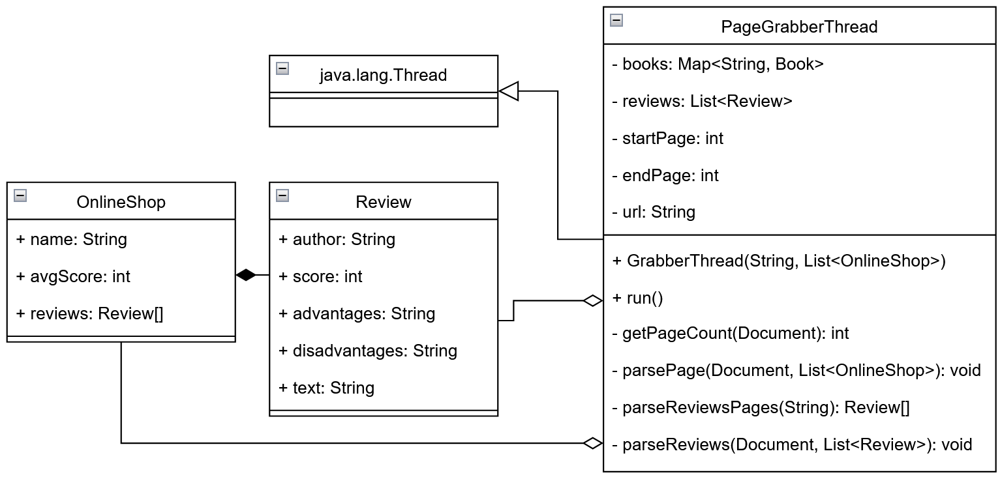 java.lang.Thread
OnlineShop
+ name: String
+ avgScore: int
+ reviews: Review[]
Review
+ author: String
+ score: int
+ advantages: String
+ disadvantages: String
+ text: String
PageGrabberThread
- books: Map<String, Book>
- reviews: List<Review>
- startPage: int
- endPage: int
- url: String
+ GrabberThread(String, List<OnlineShop>)
+ run()
- getPageCount(Document): int
- parsePage(Document, List<OnlineShop>): void
- parseReviewsPages(String): Review[]
- parseReviews(Document, List<Review>): void